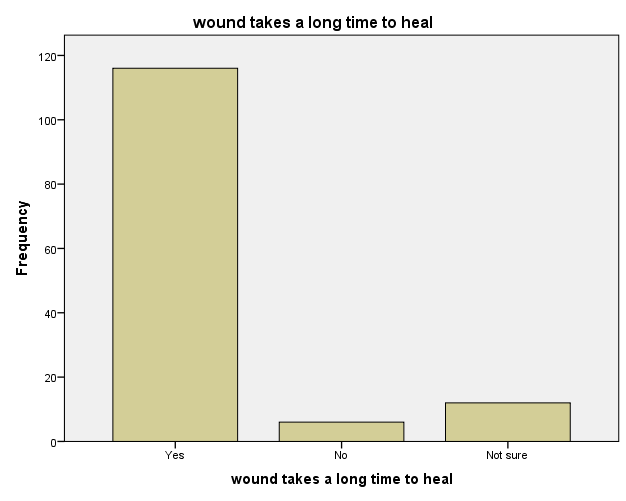 wound takes a long time to heal
120
100
80
60
40
20
0
Frequency
Yes No Not sure
wound takes a long time to heal